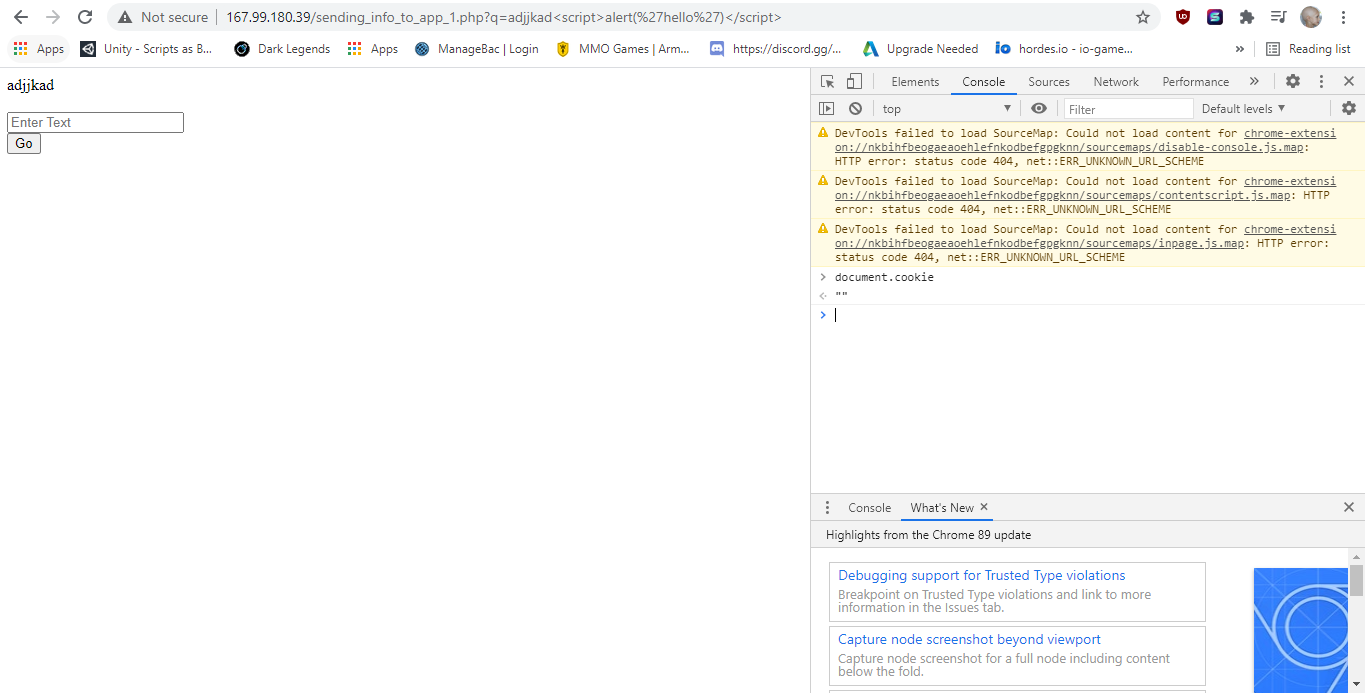 Not secure
167.99.180.39/sending_info_to_app_1.php?q=adjjkad<script>alert(%27hello%27)</script>
Apps
Unity - Scripts as B...
Dark Legends
Apps
ManageBac | Login
MMO Games | Arm...
https://discord.gg/...
Upgrade Needed
hordes.io - io-game...
»
Reading list
adjjkad
Enter Text
Go
Elements
Console
Sources
Network
Performance
»
top
Filter
Default levels
DevTools failed to load SourceMap: Could not load content for chrome-extensi
on://nkbihfbeogaeaoehlefnkodbefgpgknn/sourcemaps/disable-console.js.map:
HTTP error: status code 404, net::ERR_UNKNOWN_URL_SCHEME
DevTools failed to load SourceMap: Could not load content for chrome-extensi
on://nkbihfbeogaeaoehlefnkodbefgpgknn/sourcemaps/contentscript.js.map: HTTP
error: status code 404, net::ERR_UNKNOWN_URL_SCHEME
DevTools failed to load SourceMap: Could not load content for chrome-extensi
on://nkbihfbeogaeaoehlefnkodbefgpgknn/sourcemaps/inpage.js.map: HTTP error:
status code 404, net::ERR_UNKNOWN_URL_SCHEME
document.cookie
""
Console
What's New
Highlights from the Chrome 89 update
Debugging support for Trusted Type violations
Breakpoint on Trusted Type violations and link to more
information in the Issues tab.
Capture node screenshot beyond viewport
Capture node screenshot for a full node including content
below the fold.